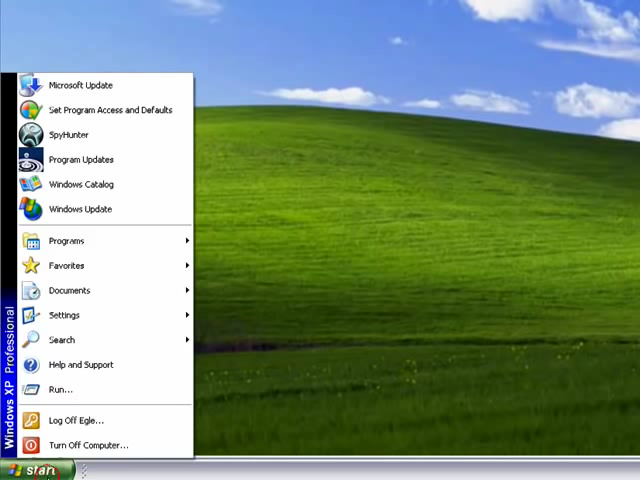 Microsoft Update
Set Program Access and Defaults
SpyHunter
Program Updates
Windows Catalog
Windows Update
Programs
Favorites
Documents
Settings
Search
Help and Support
Run...
Log Off Egle...
Turn Off Computer...
Windows XP Professional
start